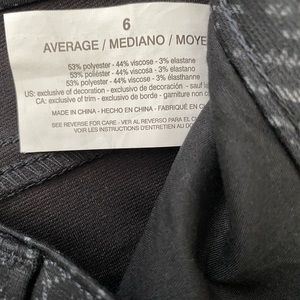 6
AVERAGE / MEDIANO / MOYE
53% polyester - 44% viscose - 3% elastane
53% poliéster - 44% viscosa - 3% elastano
53% polyester - 44% viscose - 3% élasthanne
US: exclusive of decoration - exclusivo de decoración - sauf
CA: exclusive of trim - exclusivo de borde - garniture non c
MADE IN CHINA - HECHO EN CHINA - FABRIQUÉ EN C
SEE REVERSE FOR CARE - VER AL REVERSO PARA EL C
VOIR LES INSTRUCTIONS D'ENTRETIEN AU DO